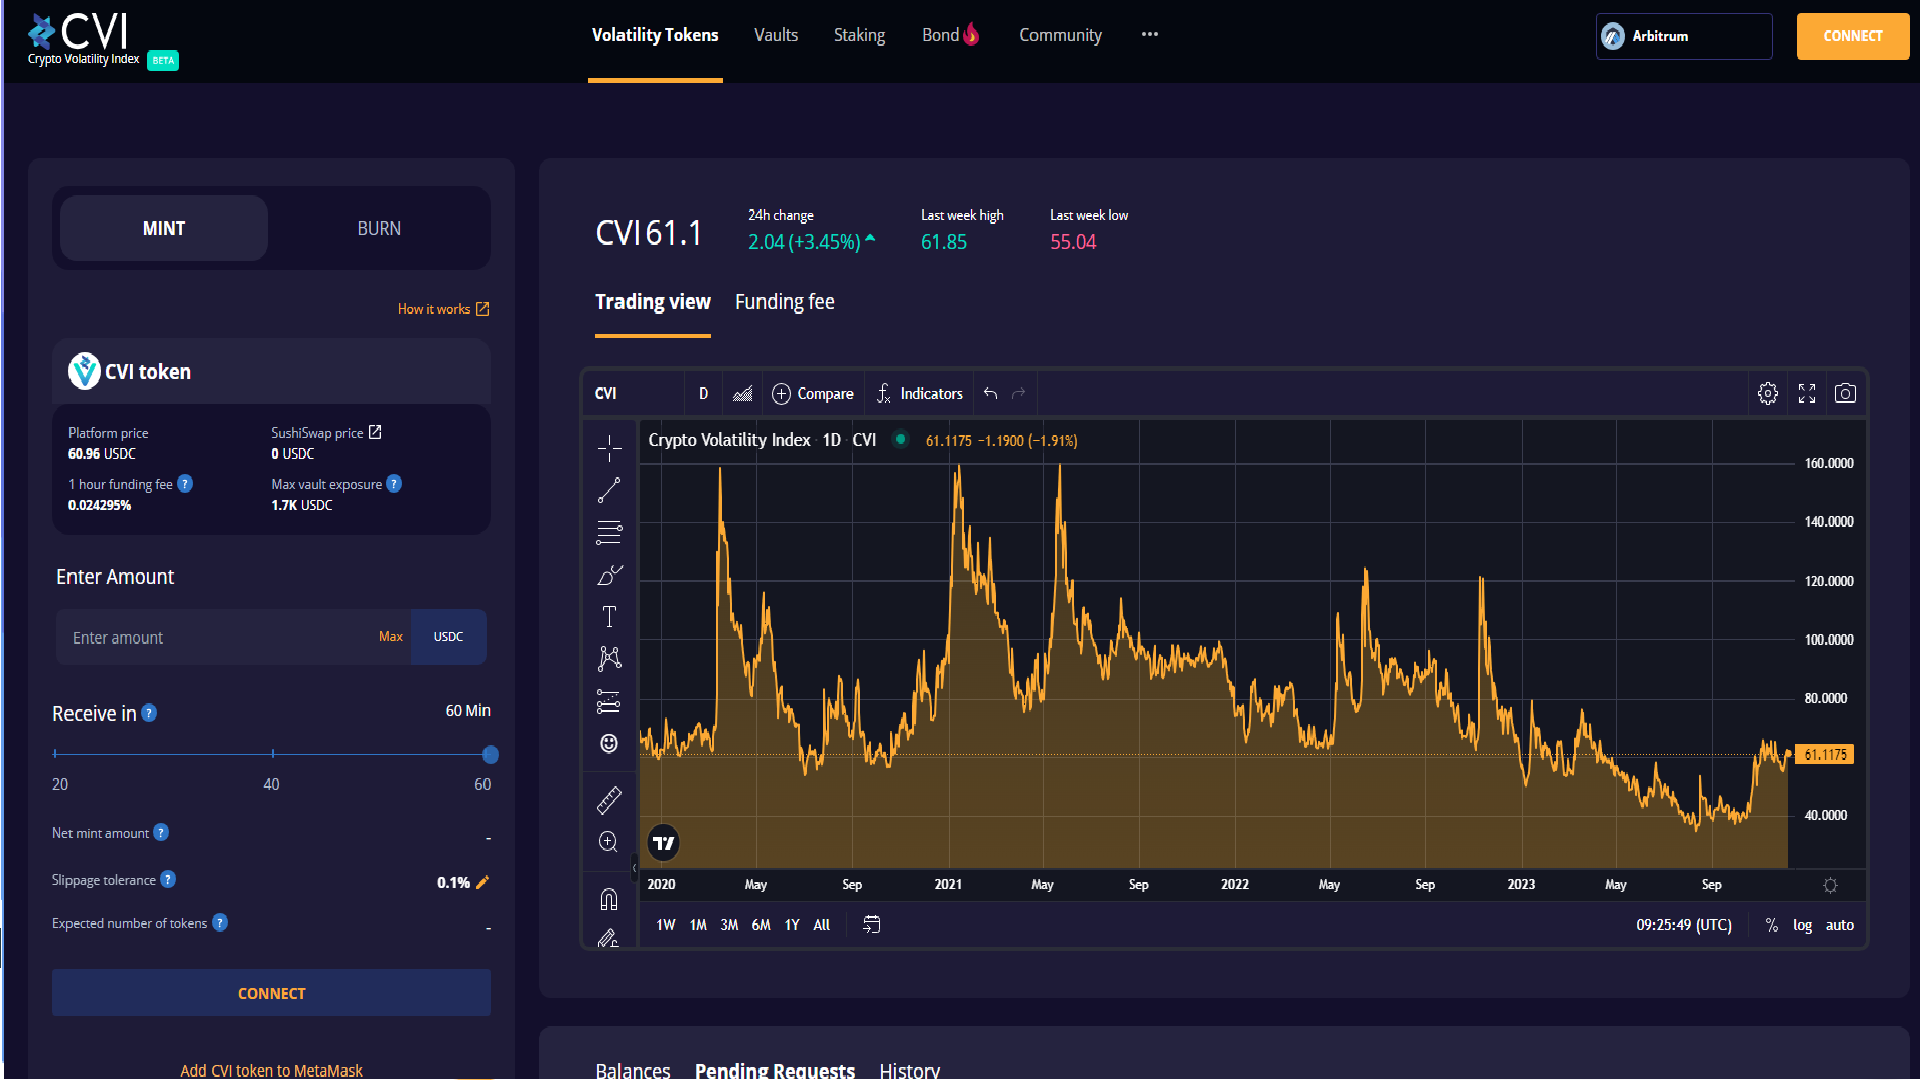 CVI
Crypto Volatility Index BETA
Volatility Tokens Vaults Staking Bond Community
Arbitrum
CONNECT
MINT BURN
How it works
CVI token
Platform price SushiSwap price
60.96 USDC 0 USDC
1 hour funding fee ? Max vault exposure ?
0.024295% 1.7K USDC
Enter Amount
Enter amount Max USDC
Receive in ? 60 Min
20 40 60
Net mint amount ? -
Slippage tolerance ? 0.1%
Expected number of tokens ? -
CONNECT
Add CVI token to MetaMask
CVI 61.1
24h change Last week high Last week low
2.04 (+3.45%) 61.85 55.04
Trading view Funding fee
CVI D Compare Indicators
Crypto Volatility Index · 1D · CVI 61.1175 −1.1900 (−1.91%)
160.0000
140.0000
120.0000
100.0000
80.0000
61.1175
40.0000
2020 May Sep 2021 May Sep 2022 May Sep 2023 May Sep
1W 1M 3M 6M 1Y All 09:25:49 (UTC) % log auto
Balances Pending Requests History